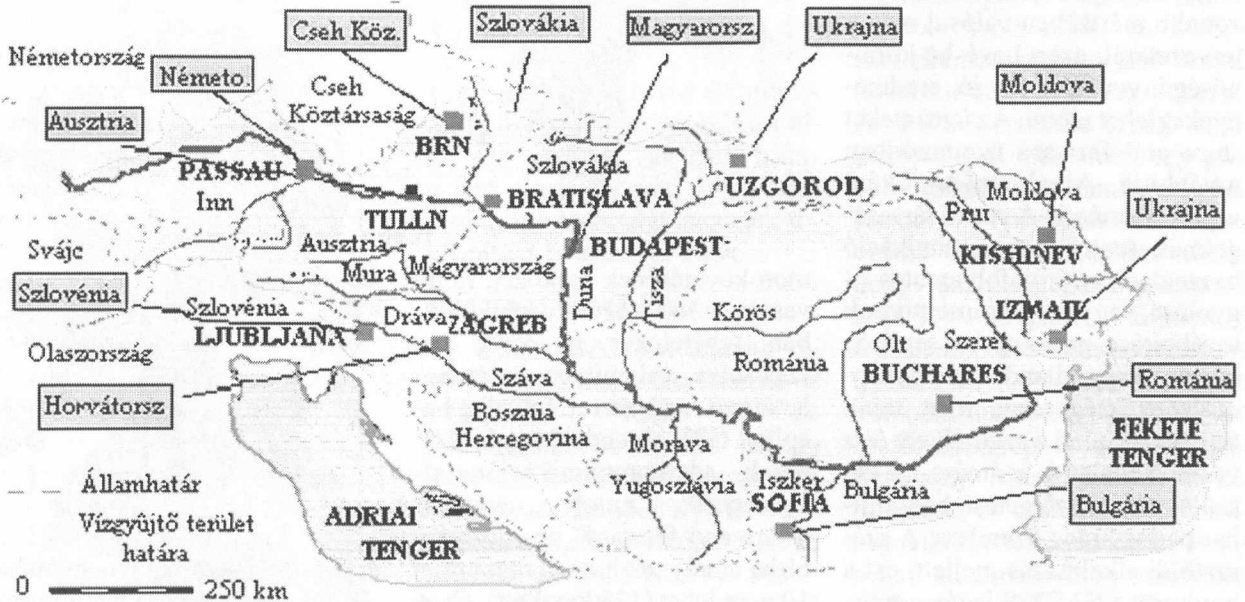 Cseh Köz.
Szlovákia
Magyarorsz.
Ukrajna
Németország
Németo.
Cseh
Köztársaság
Moldova
Ausztria
BRN
PASSAU
Szlovákia
UZGOROD
Inn
TULLN
BRATISLAVA
Moldova
Prut
Ukrajna
Svájc
Ausztria
BUDAPEST
KISHINEV
Mura
Magyarország
Duna
Tisza
Szlovénia
Szlovénia
Dráva
ZAGREB
Körös
IZMAIL
LJUBLJANA
Olt
Szeret
Olaszország
Románia
BUCHARES
Száva
Románia
Horvátorsz
Bosznia
Hercegovina
Morava
FEKETE
TENGER
Iszker
Államhatár
Yugoszlávia
SOFIA
Bulgária
Bulgária
Vízgyüjtő terület
határa
ADRIAI
TENGER
0
250 km